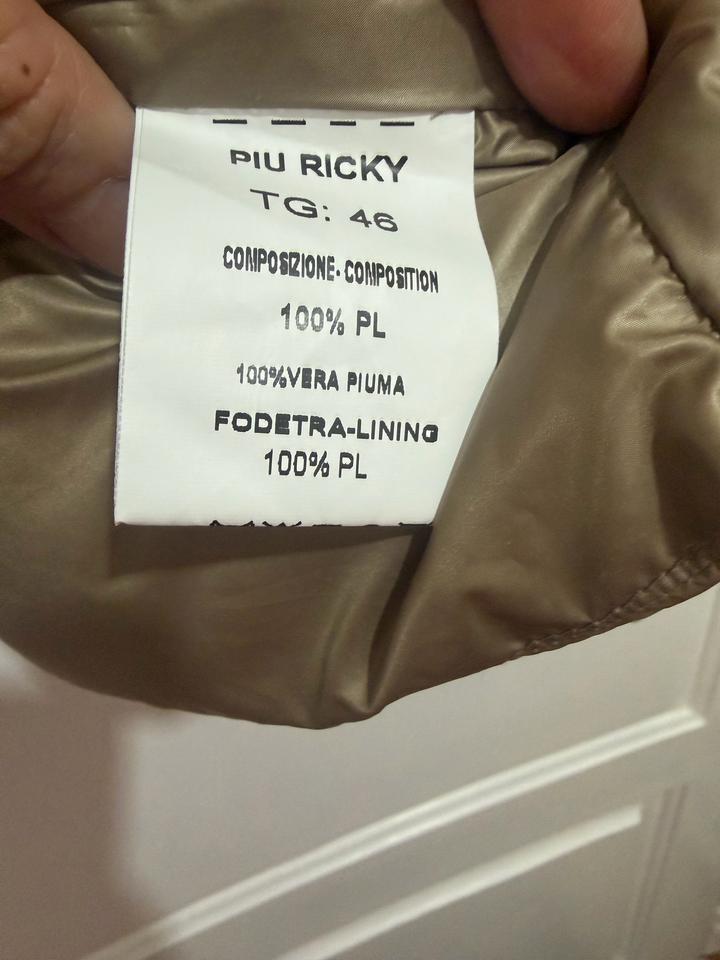 PIU RICKY
TG: 46
COMPOSIZIONE-COMPOSITION
100% PL
100%VERA PIUMA
FODETRA-LINING
100% PL